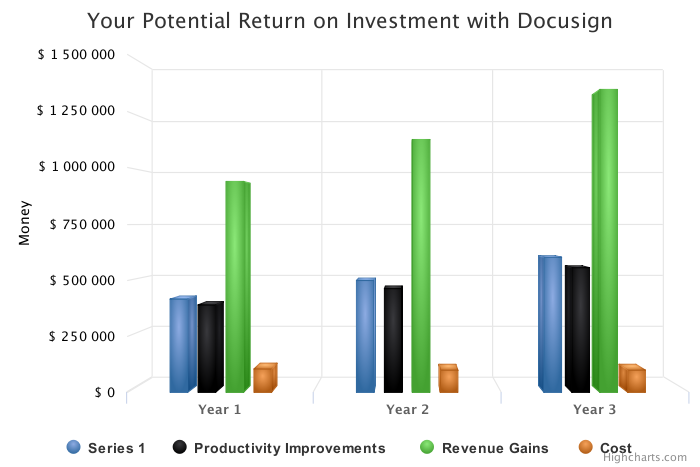 Your Potential Return on Investment with Docusign
$ 1 500 000
$ 1 250 000
$ 1 000 000
$ 750 000
$ 500 000
$ 250 000
$ 0
Money
Year 1
Year 2
Year 3
Series 1
Productivity Improvements
Revenue Gains
Cost
Highcharts.com